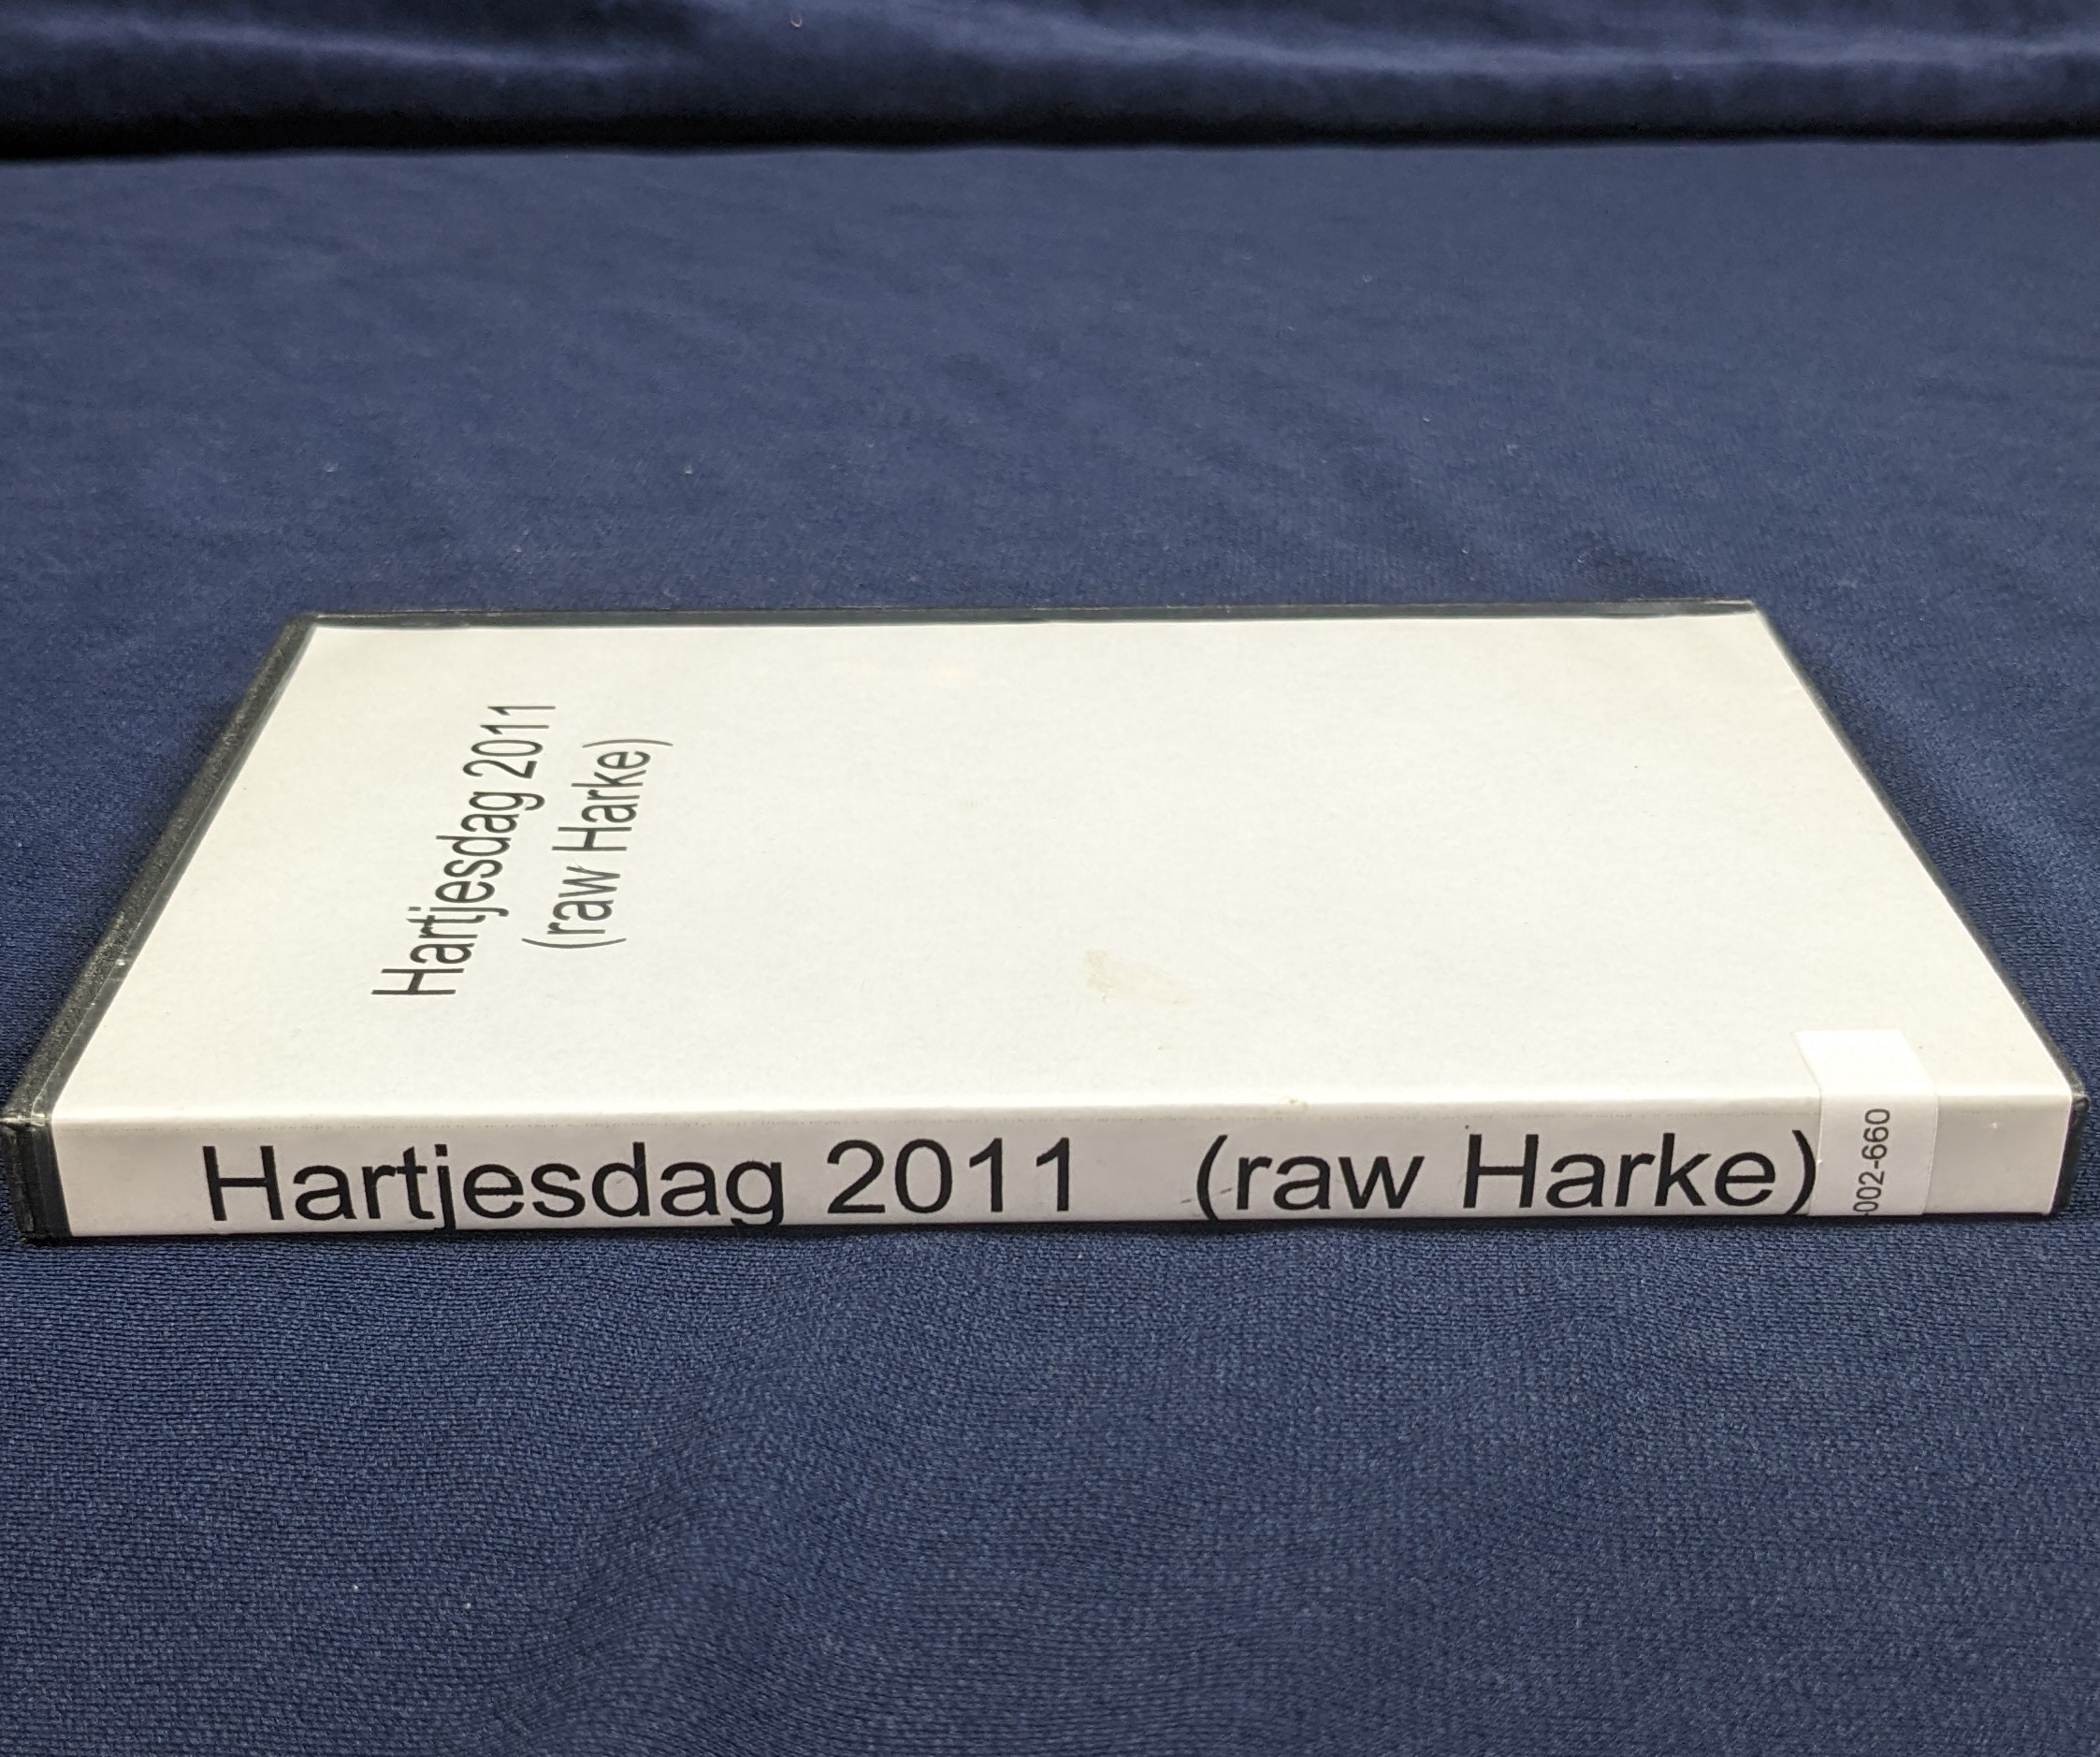 Hartjesdag 2011
(raw Harke)
Hartjesdag 2011 (raw Harke)
002-660